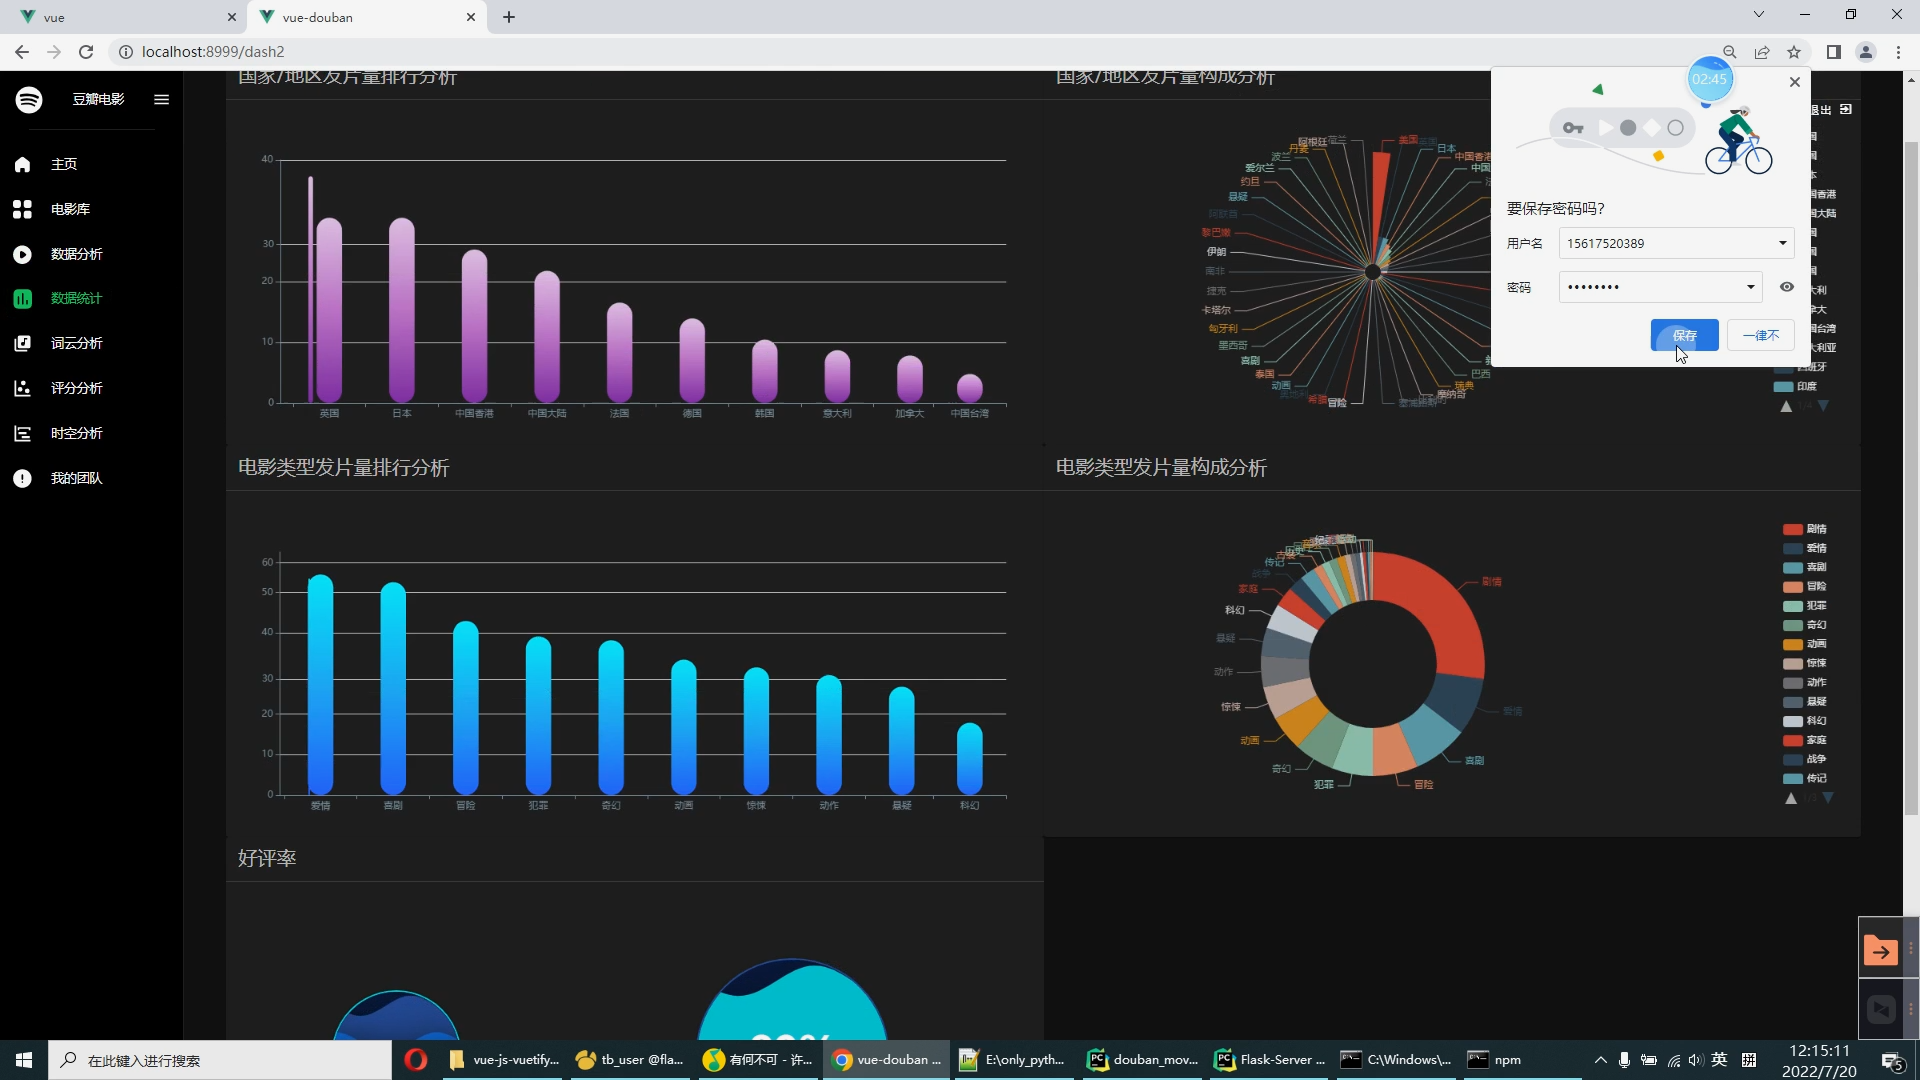 vue
vue-douban
localhost:8999/dash2
豆瓣电影
主页
电影库
数据分析
数据统计
词云分析
评分分析
时空分析
我的团队
国家/地区发片量排行分析
40
30
20
10
0
英国
日本
中国香港
中国大陆
法国
德国
韩国
意大利
加拿大
中国台湾
国家/地区发片量构成分析
阿根廷
荷兰
丹麦
波兰
爱尔兰
约旦
悬疑
黎巴嫩
伊朗
南非
捷克
卡塔尔
匈牙利
墨西哥
喜剧
泰国
动画
希腊
冒险
美国
日本
中国香港
巴西
瑞典
印度
02:45
退出
要保存密码吗?
用户名
15617520389
密码
••••••••
保存
一律不
电影类型发片量排行分析
60
50
40
30
20
10
0
爱情
喜剧
冒险
犯罪
奇幻
动画
惊悚
动作
悬疑
科幻
电影类型发片量构成分析
传记
战争
家庭
科幻
悬疑
动作
惊悚
动画
奇幻
犯罪
冒险
喜剧
爱情
剧情
剧情
爱情
喜剧
冒险
犯罪
奇幻
动画
惊悚
动作
悬疑
科幻
家庭
战争
传记
好评率
在此键入进行搜索
vue-js-vuetify...
tb_user @fla...
有何不可 - 许...
vue-douban ...
E:\only_pyth...
douban_mov...
Flask-Server ...
C:\Windows\...
npm
英
拼
12:15:11
2022/7/20
5